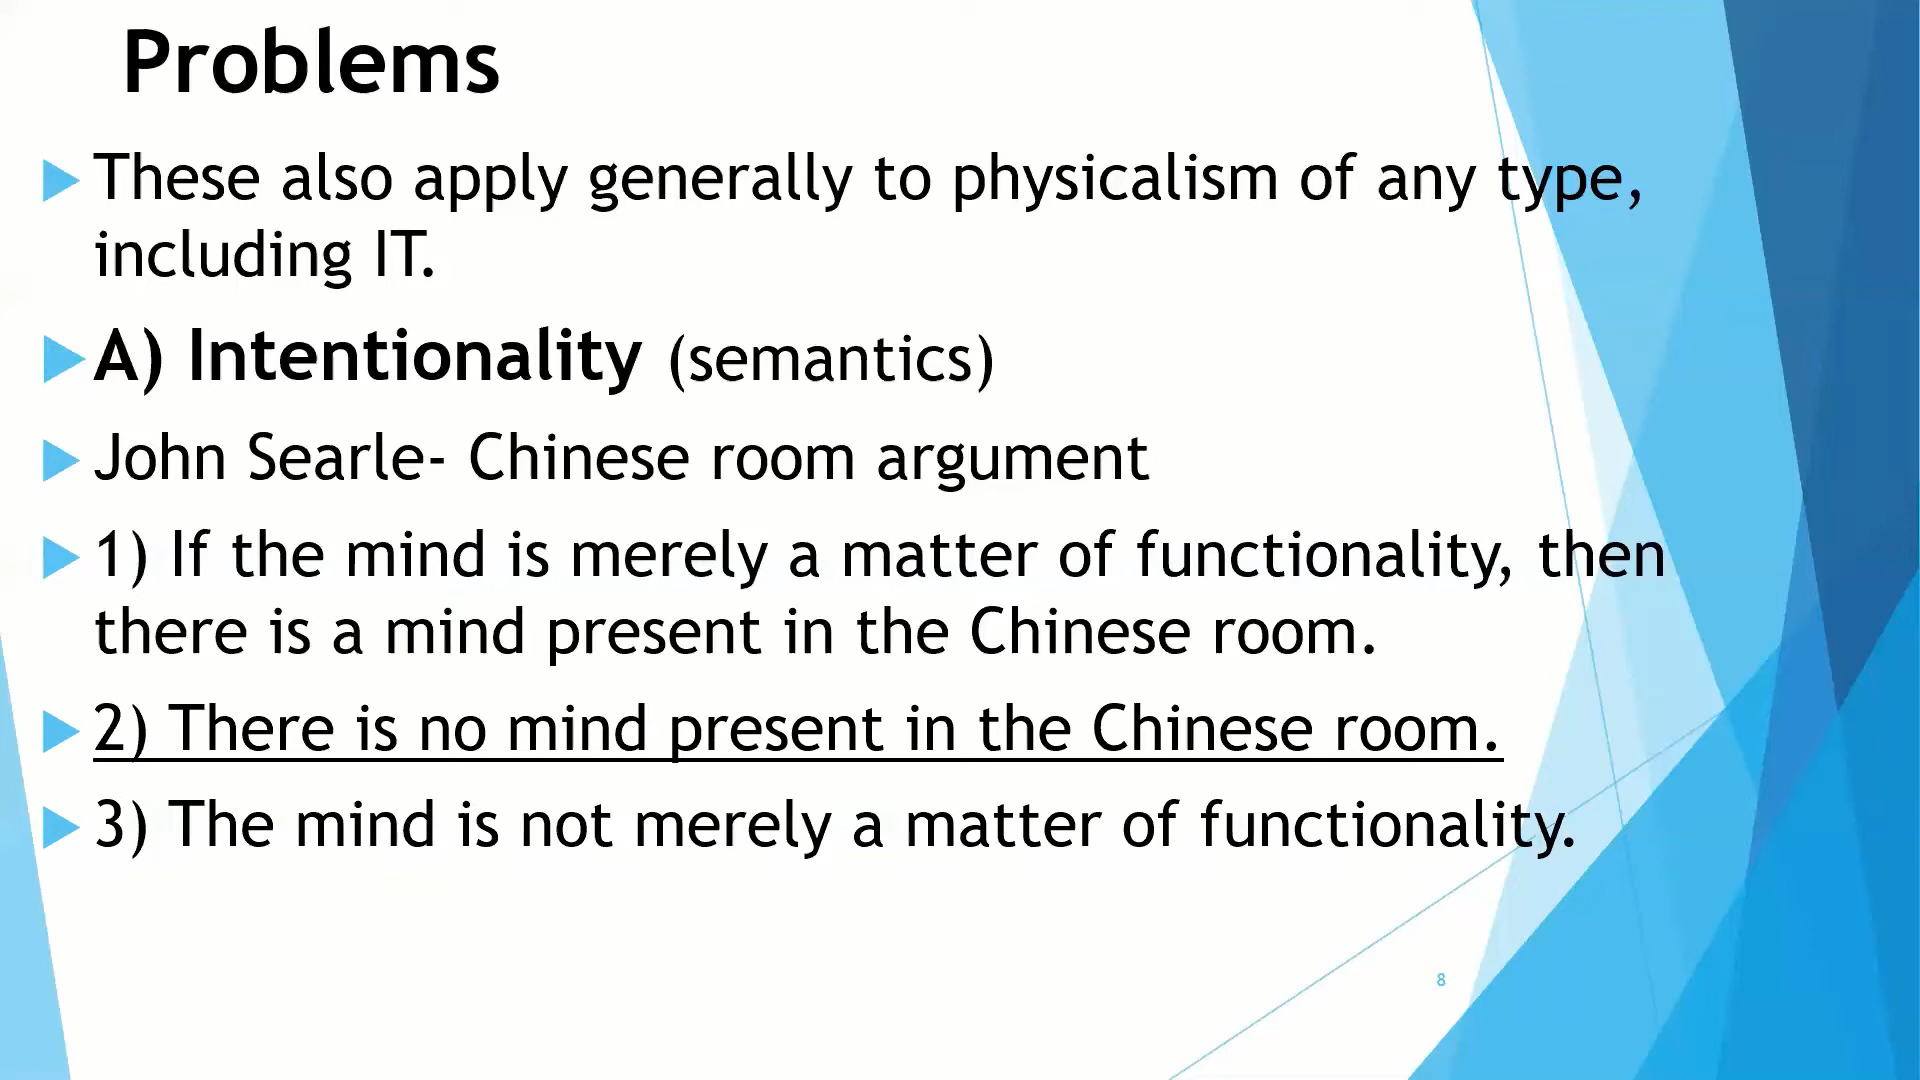 Problems
These also apply generally to physicalism of any type,
including IT.
A) Intentionality (semantics)
John Searle- Chinese room argument
1) If the mind is merely a matter of functionality, then
there is a mind present in the Chinese room.
2) There is no mind present in the Chinese room.
3) The mind is not merely a matter of functionality.
8